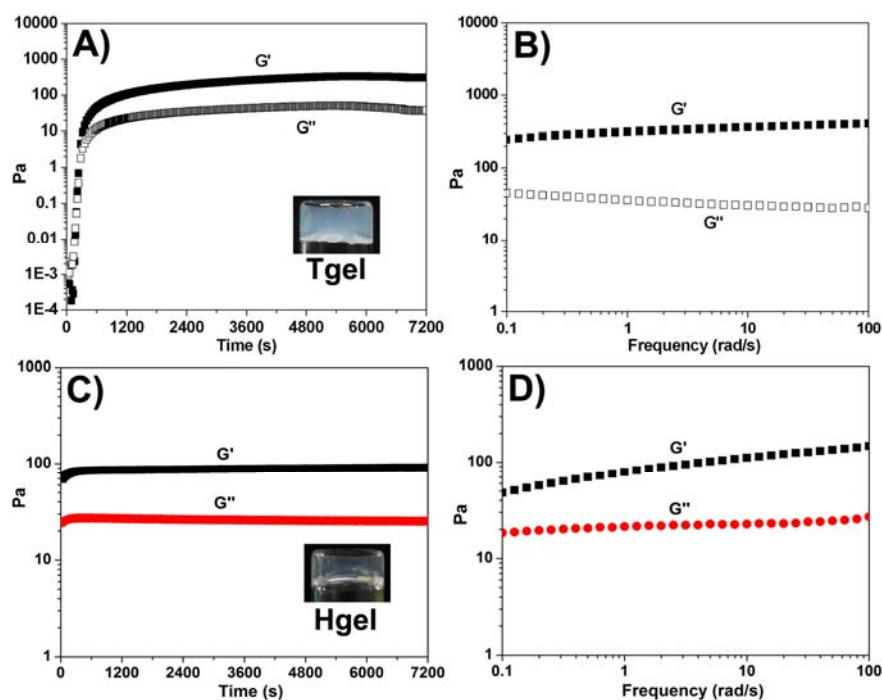 A)
10000
1000
100
10
1
0.1
0.01
1E-3
1E-4
Pa
G'
G"
Tgel
0 1200 2400 3600 4800 6000 7200
Time (s)
B)
10000
1000
100
10
1
Pa
G'
G"
0.1 1 10 100
Frequency (rad/s)
C)
1000
100
10
1
Pa
G'
G"
Hgel
0 1200 2400 3600 4800 6000 7200
Time (s)
D)
1000
100
10
1
Pa
G'
G"
0.1 1 10 100
Frequency (rad/s)